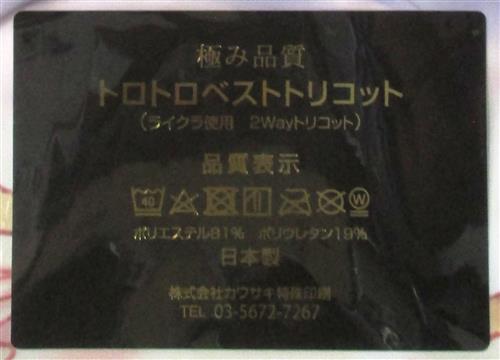 極み品質
トロトロベストトリコット
(ライクラ使用 2Wayトリコット)
品質表示
40 W
ポリエステル81% ポリウレタン19%
日本製
株式会社カワサキ特殊印刷
TEL 03-5672-7267